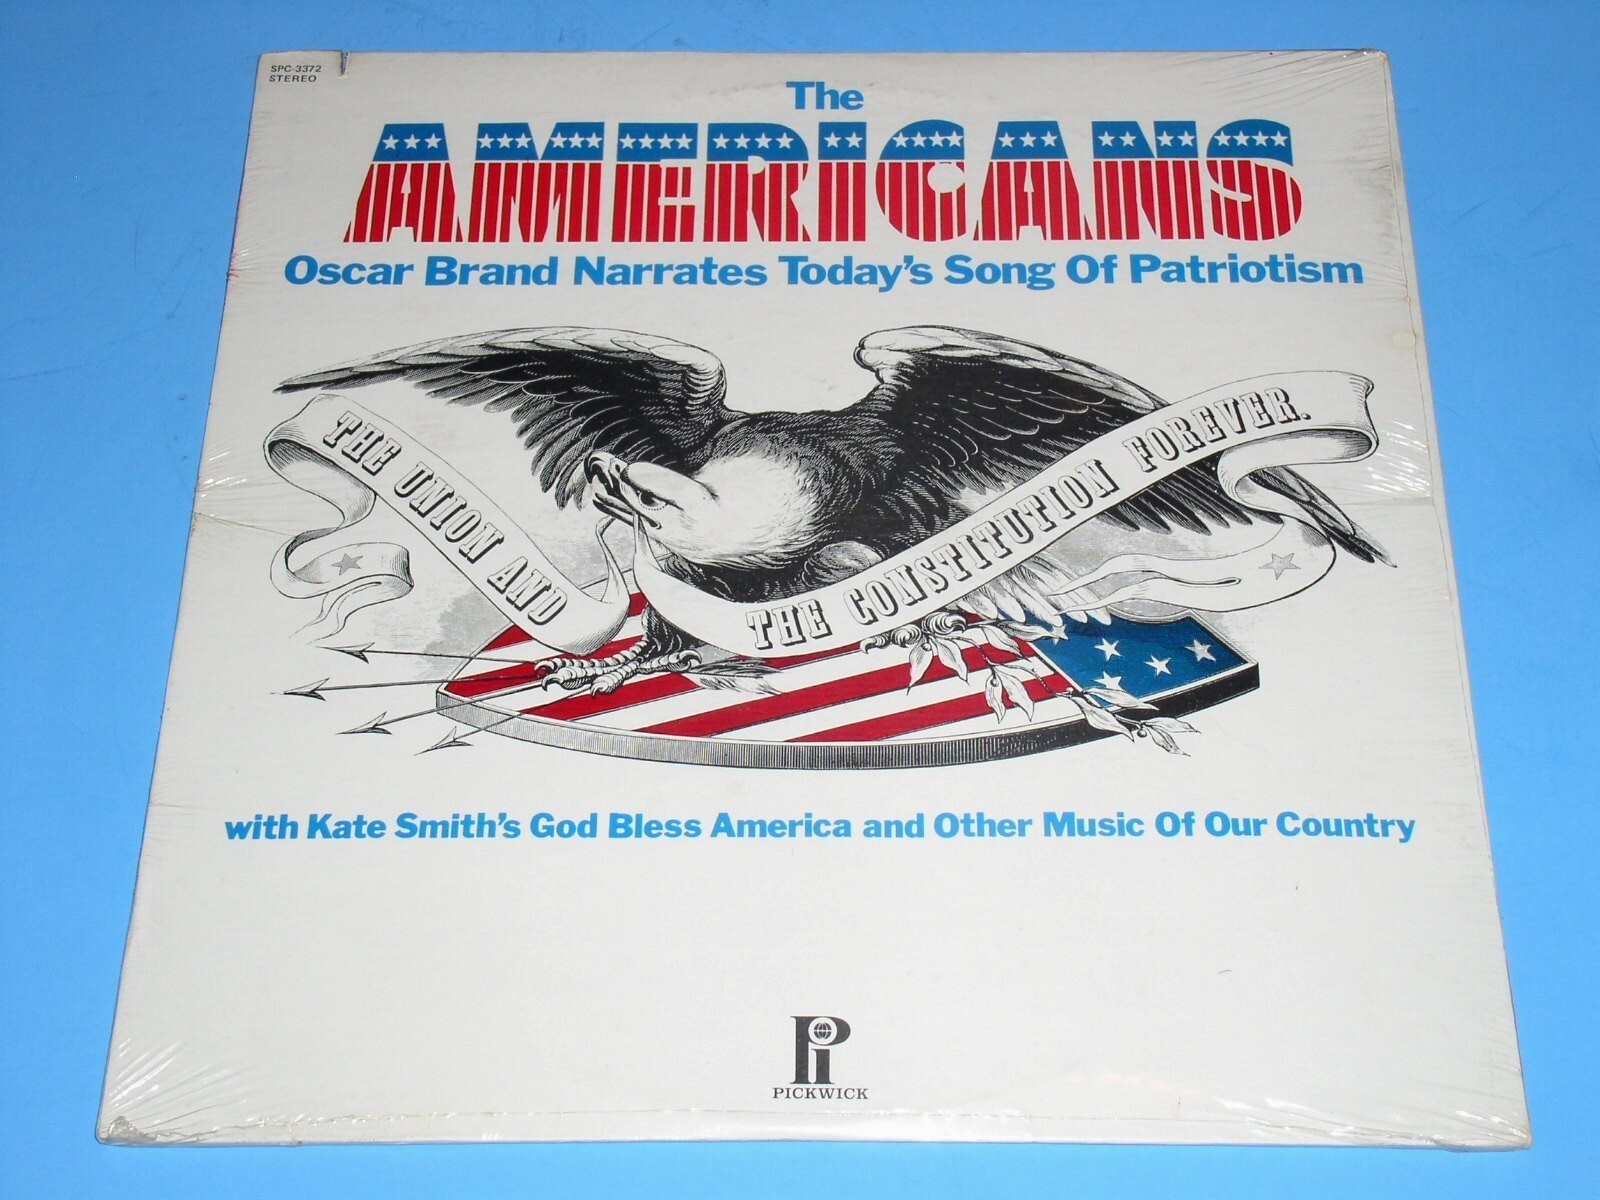 SPC-3372
STEREO
The
AMERICANS
Oscar Brand Narrates Today's Song Of Patriotism
THE UNION AND
THE CONSTITUTION FOREVER.
with Kate Smith's God Bless America and Other Music Of Our Country
Pi
PICKWICK